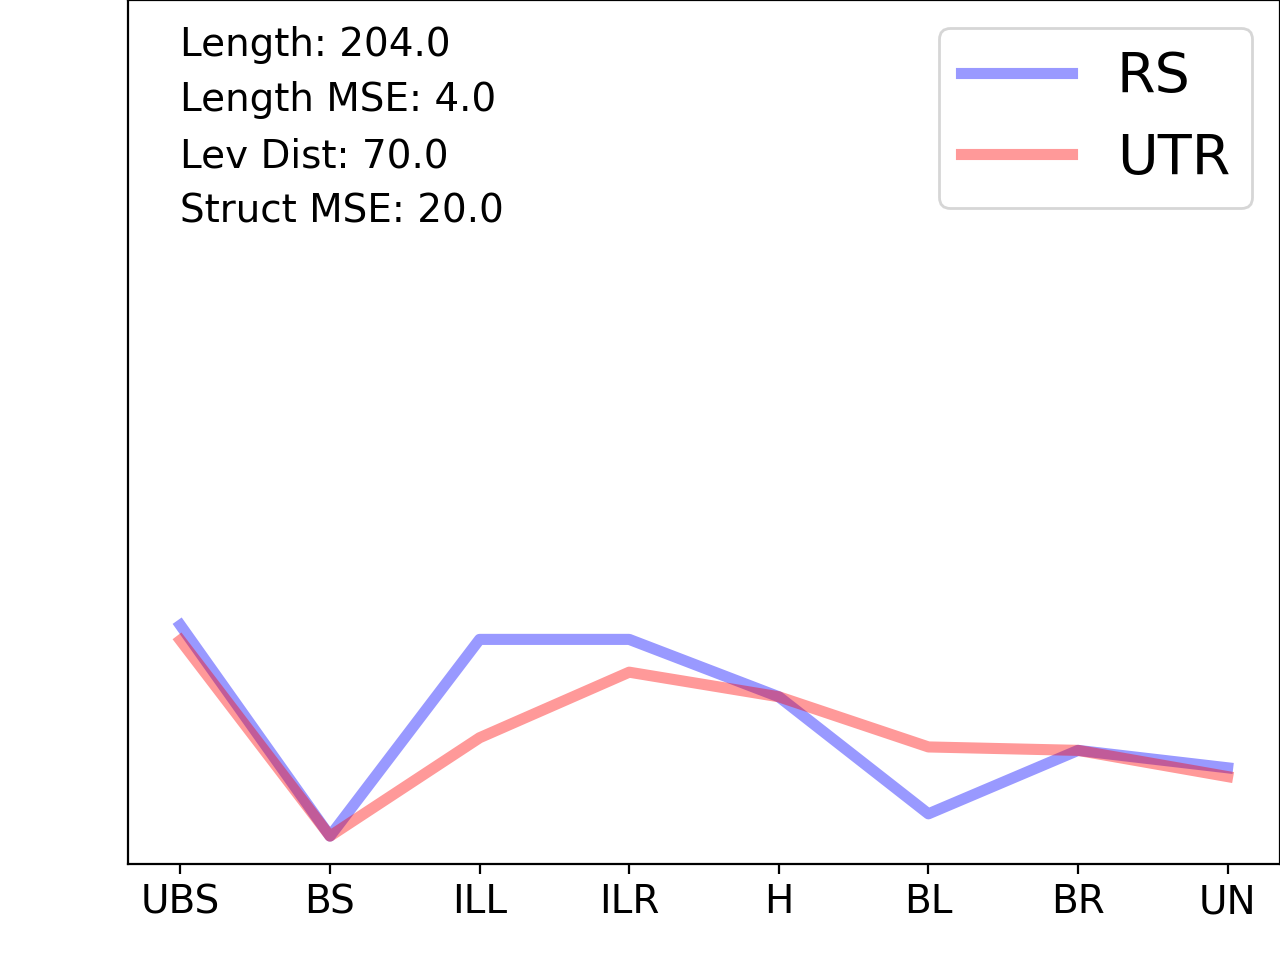 Length: 204.0
Length MSE: 4.0
Lev Dist: 70.0
Struct MSE: 20.0
RS
UTR
UBS BS ILL ILR H BL BR UN